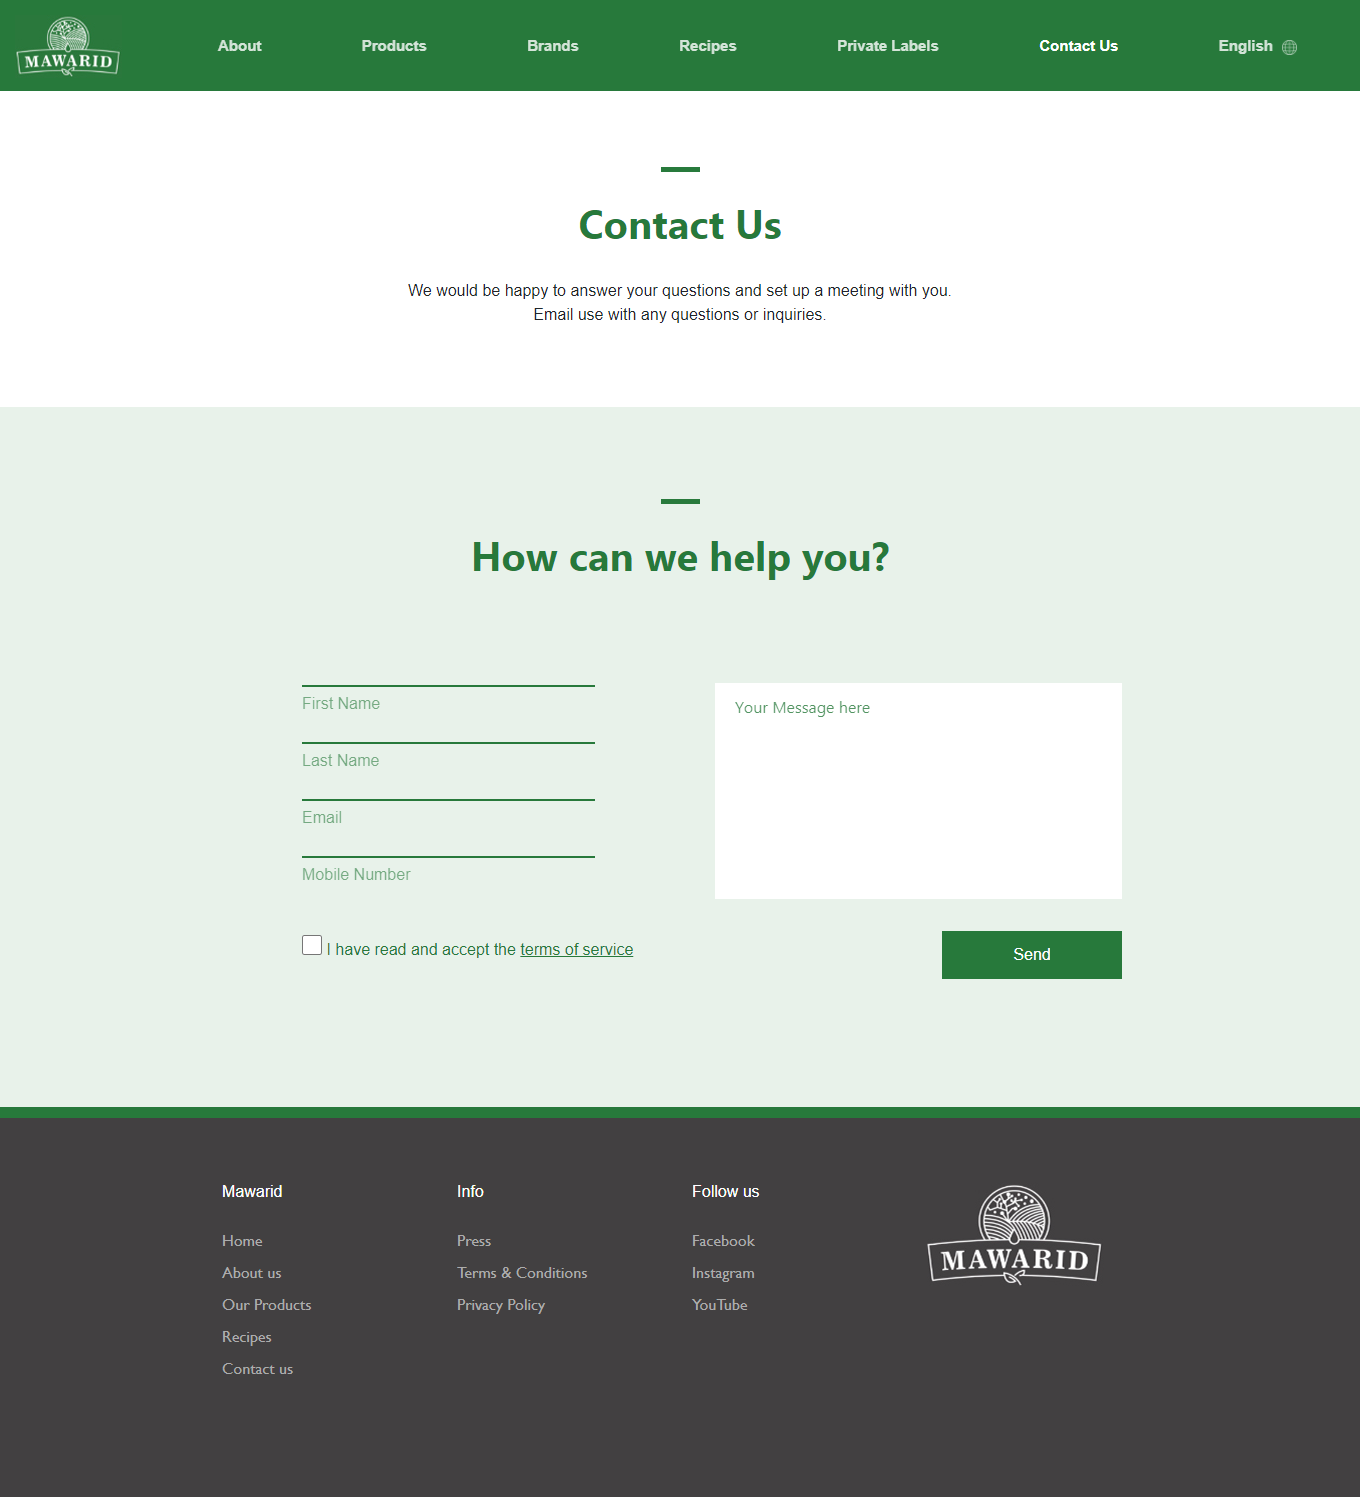 MAWARID
About
Products
Brands
Recipes
Private Labels
Contact Us
English
Contact Us
We would be happy to answer your questions and set up a meeting with you.
Email use with any questions or inquiries.
How can we help you?
First Name
Last Name
Email
Mobile Number
Your Message here
I have read and accept the terms of service
Send
Mawarid
Home
About us
Our Products
Recipes
Contact us
Info
Press
Terms & Conditions
Privacy Policy
Follow us
Facebook
Instagram
YouTube
MAWARID